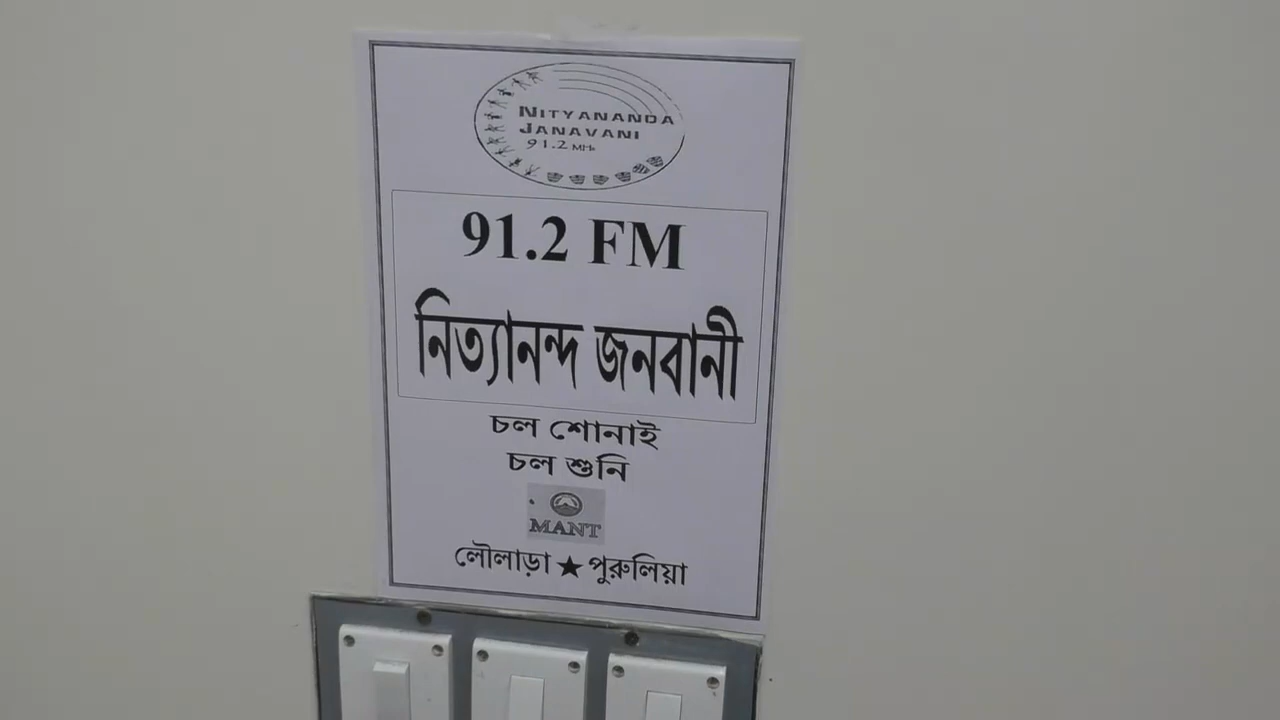 NITYANANDA
JANAVANI
91.2 MHz
91.2 FM
নিত্যানন্দ জনবানী
চল শোনাই
চল শুনি
MANT
লৌলাড়া ★ পুরুলিয়া